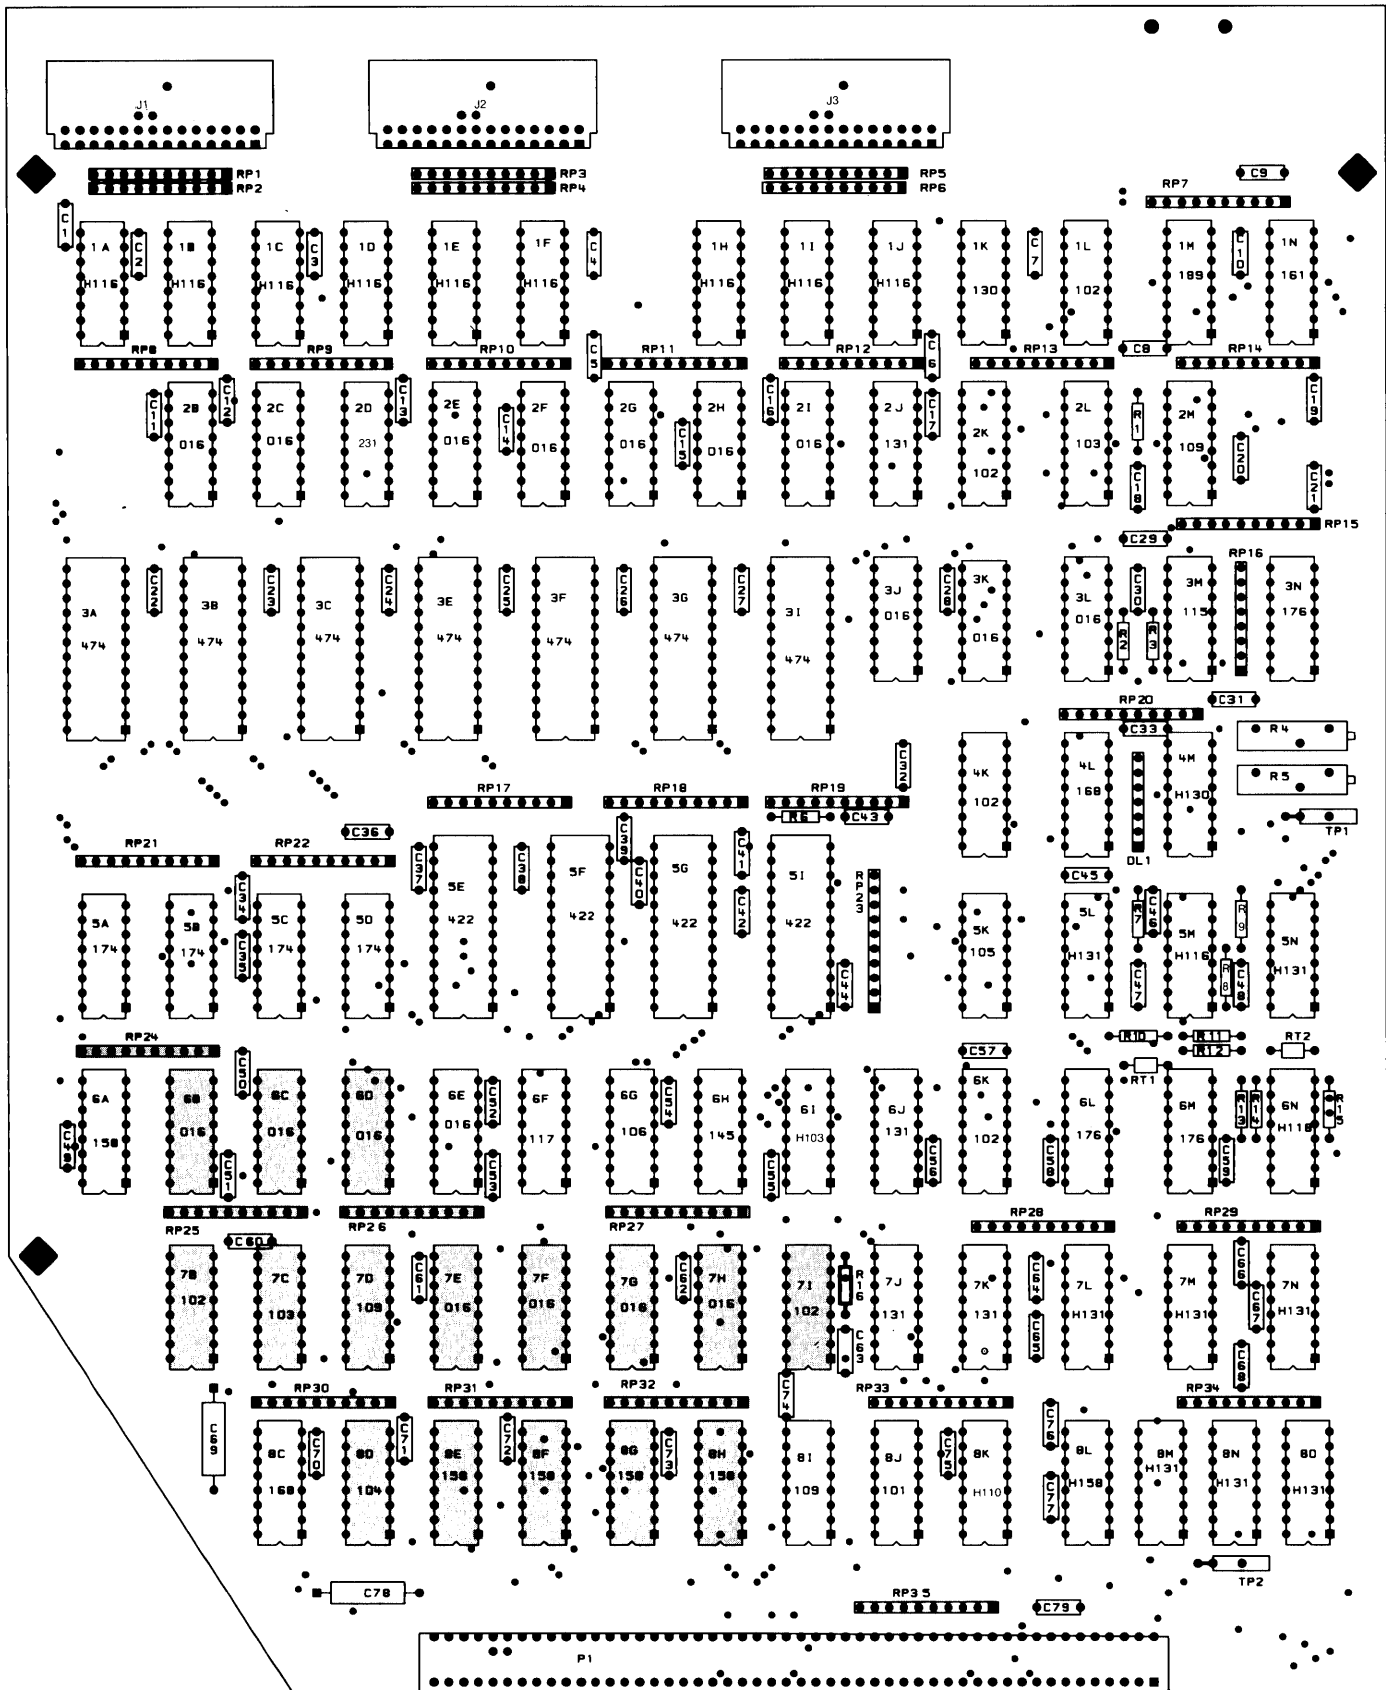 J1 J2 J3
RP1 RP3 RP5 C9
RP2 RP4 RP6 RP7
C1 1A C2 1B 1C C3 1D 1E 1F C4 1H 1I 1J 1K C7 1L 1M C10 1N
H116 H116 H116 H116 H116 H116 H116 H116 H116 130 102 189 161
RP8 RP9 RP10 C5 RP11 RP12 C6 RP13 C8 RP14
C11 2B C12 2C 2D C13 2E C14 2F 2G C15 2H C16 2I 2J C17 2K 2L R1 2M C20 C19
016 016 231 016 016 016 016 016 131 102 103 C18 109 C21
C29 RP15
RP16
3A C22 3B C23 3C C24 3E C25 3F C26 3G C27 3I 3J C28 3K 3L C30 3M 3N
474 474 474 474 474 474 474 016 016 016 R2 R3 115 176
RP20 C31
C33 R4
C32 4K 4L 4M R5
RP17 RP18 RP19 102 168 H130
C36 C39 R6 C43 TP1
RP21 RP22 C37 C38 C40 C41 DL1
C34 5E 5F 5G C42 5I RP23 C45
5A 5B 5C 5D 422 422 422 422 5K 5L R7 C46 5M R9 5N
174 174 C35 174 174 C44 105 H131 C47 H116 R8 C48 H131
RP24 R10 R11 RT2
C50 C57 R12
RT1
6A 6B 6C 6D 6E C52 6F 6G C54 6H 6I 6J 6K 6L 6M R13 R14 6N R15
C49 158 016 016 016 016 117 106 145 H103 131 102 176 176 H118
C51 C53 C55 C56 C58 C59
RP25 RP26 RP27 RP28 RP29
C60
7B 7C 7D C61 7E 7F 7G C62 7H 7I R16 7J 7K C64 7L 7M C66 7N
102 103 109 016 016 016 016 102 131 131 H131 H131 C67 H131
C63 C65 C68
RP30 RP31 RP32 C74 RP33 RP34
C69 8C C70 8D C71 8E C72 8F 8G C73 8H 8I 8J C75 8K C76 8L 8M 8N 8O
168 104 158 158 158 158 109 101 H110 C77 H158 H131 H131 H131
C78 RP35 C79 TP2
P1